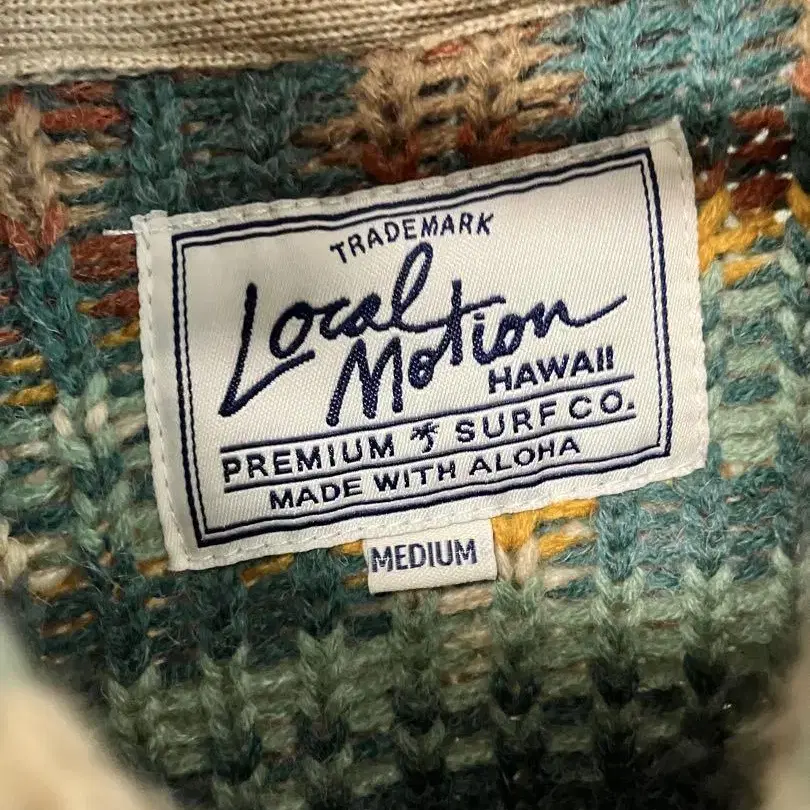 TRADEMARK
Local
Motion
HAWAII
PREMIUM SURF CO.
MADE WITH ALOHA
MEDIUM